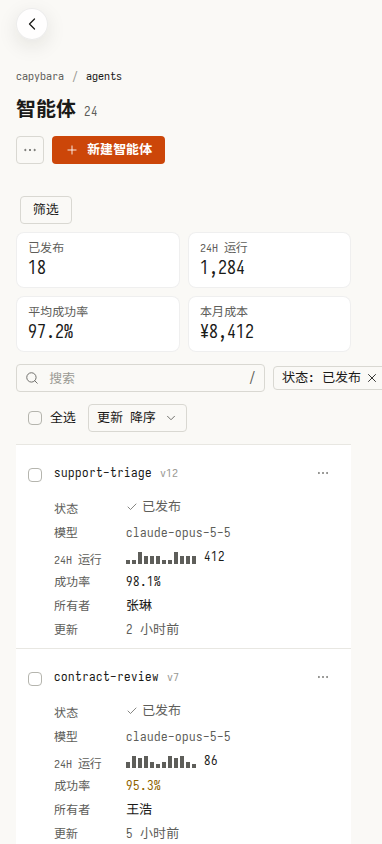 capybara / agents
智能体 24
··· + 新建智能体
筛选
已发布
18
24H 运行
1,284
平均成功率
97.2%
本月成本
¥8,412
搜索 /
状态: 已发布 ×
全选
更新 降序
support-triage v12 ···
状态 ✓ 已发布
模型 claude-opus-5-5
24H 运行 412
成功率 98.1%
所有者 张琳
更新 2 小时前
contract-review v7 ···
状态 ✓ 已发布
模型 claude-opus-5-5
24H 运行 86
成功率 95.3%
所有者 王浩
更新 5 小时前